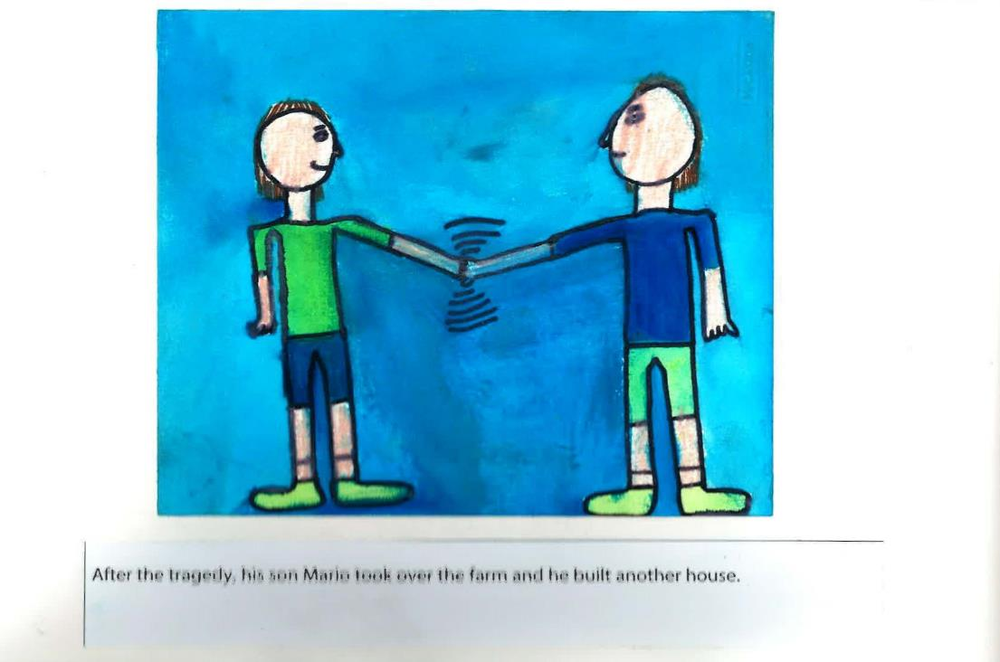 After the tragedy, his son Mario took over the farm and he built another house.